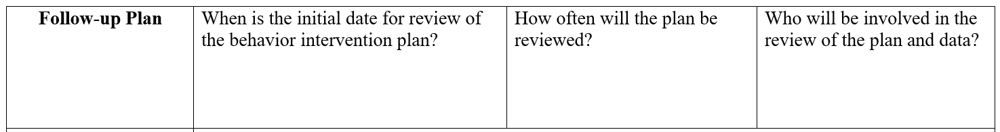 Follow-up Plan
When is the initial date for review of
the behavior intervention plan?
How often will the plan be
reviewed?
Who will be involved in the
review of the plan and data?